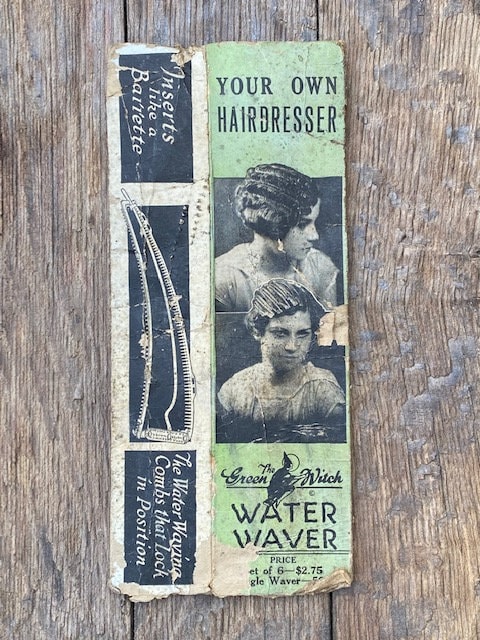 Inserts
like a
Barrette
The Water Waving
Combs that Lock
in Position
YOUR OWN
HAIRDRESSER
The
Green Witch
©
WATER
WAVER
PRICE
et of 6—$2.75
gle Waver—